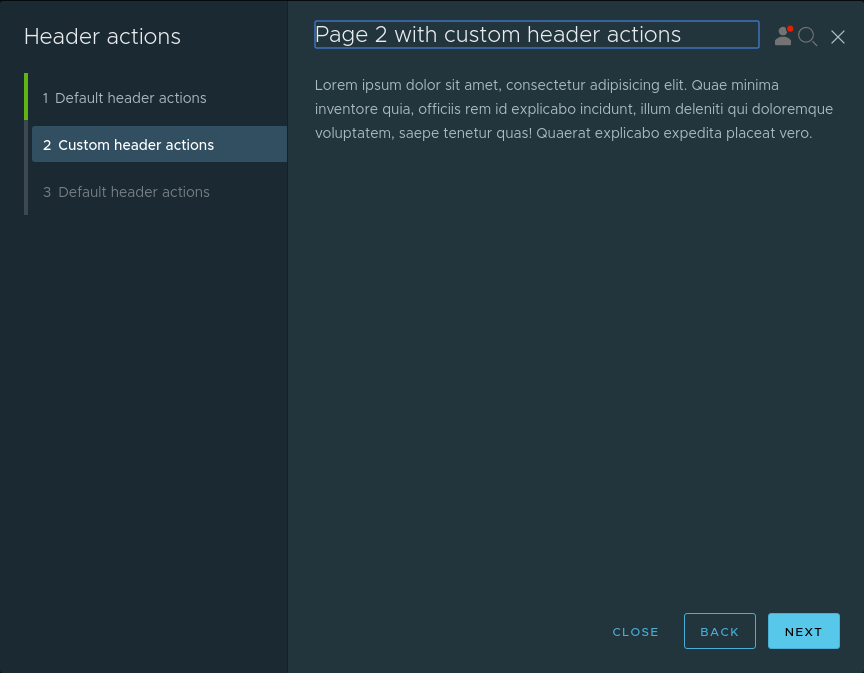 Header actions
1 Default header actions
2 Custom header actions
3 Default header actions
Page 2 with custom header actions
Lorem ipsum dolor sit amet, consectetur adipisicing elit. Quae minima
inventore quia, officiis rem id explicabo incidunt, illum deleniti qui doloremque
voluptatem, saepe tenetur quas! Quaerat explicabo expedita placeat vero.
CLOSE
BACK
NEXT